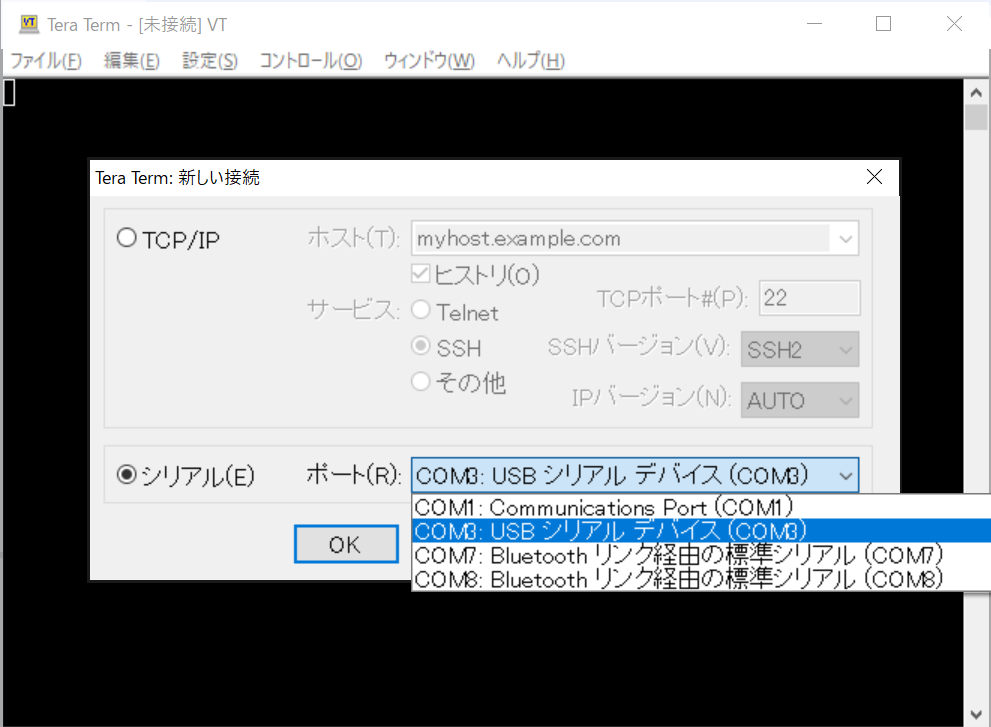 VT
Tera Term - [未接続] VT
ファイル(F) 編集(E) 設定(S) コントロール(O) ウィンドウ(W) ヘルプ(H)
Tera Term: 新しい接続
TCP/IP
ホスト(T): myhost.example.com
ヒストリ(O)
サービス: Telnet
TCPポート#(P): 22
SSH
SSHバージョン(V): SSH2
その他
IPバージョン(N): AUTO
シリアル(E)
ポート(R): COM3: USB シリアル デバイス (COM3)
COM1: Communications Port (COM1)
COM3: USB シリアル デバイス (COM3)
COM7: Bluetooth リンク経由の標準シリアル (COM7)
COM8: Bluetooth リンク経由の標準シリアル (COM8)
OK